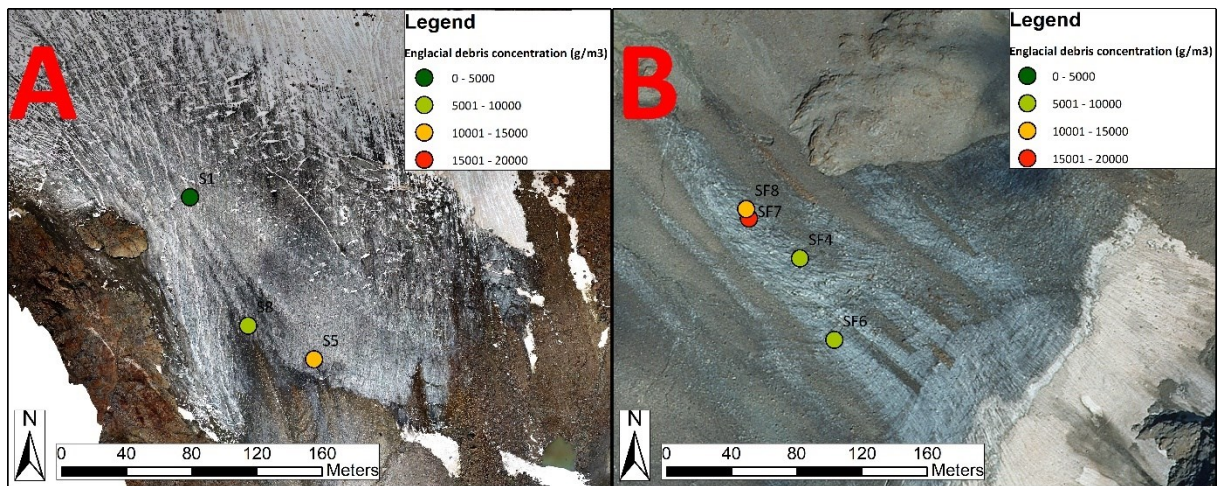 A
Legend
Englacial debris concentration (g/m3)
0 - 5000
5001 - 10000
10001 - 15000
15001 - 20000
S1
S8
S5
N
0 40 80 120 160
Meters
B
Legend
Englacial debris concentration (g/m3)
0 - 5000
5001 - 10000
10001 - 15000
15001 - 20000
SF8
SF7
SF4
SF6
N
0 40 80 120 160
Meters